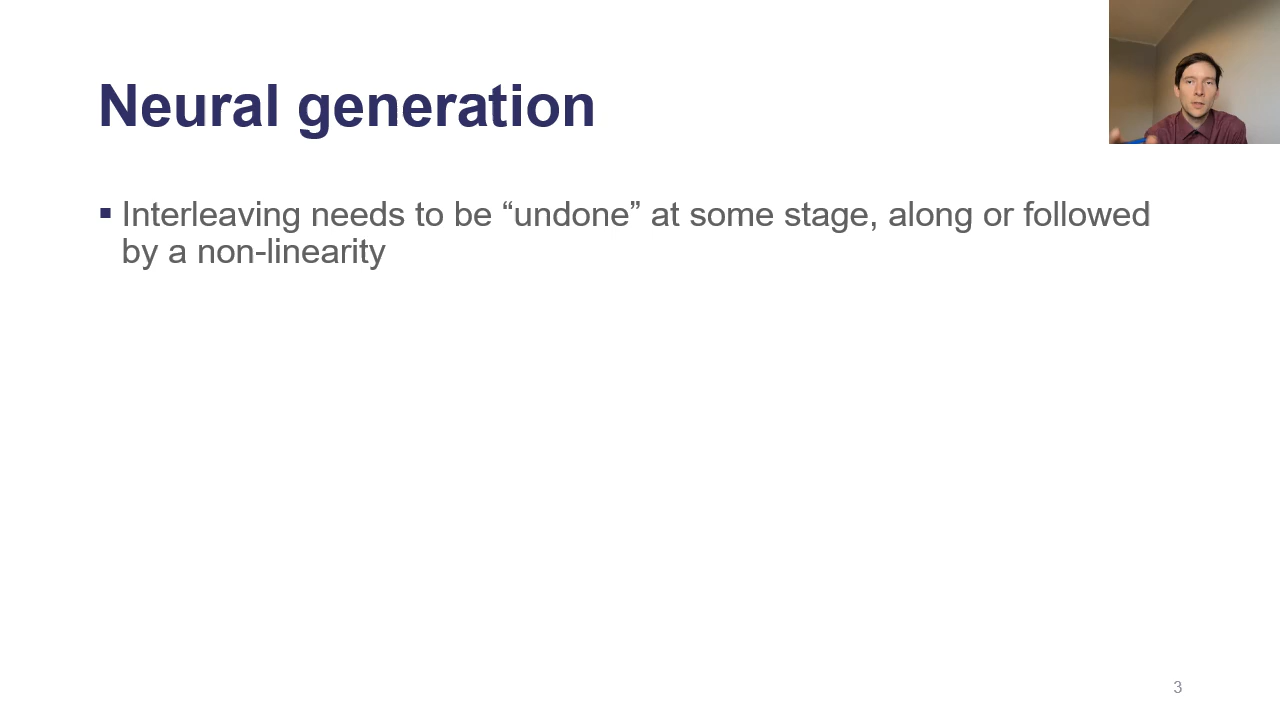 Neural generation
Interleaving needs to be “undone” at some stage, along or followed
by a non-linearity
3